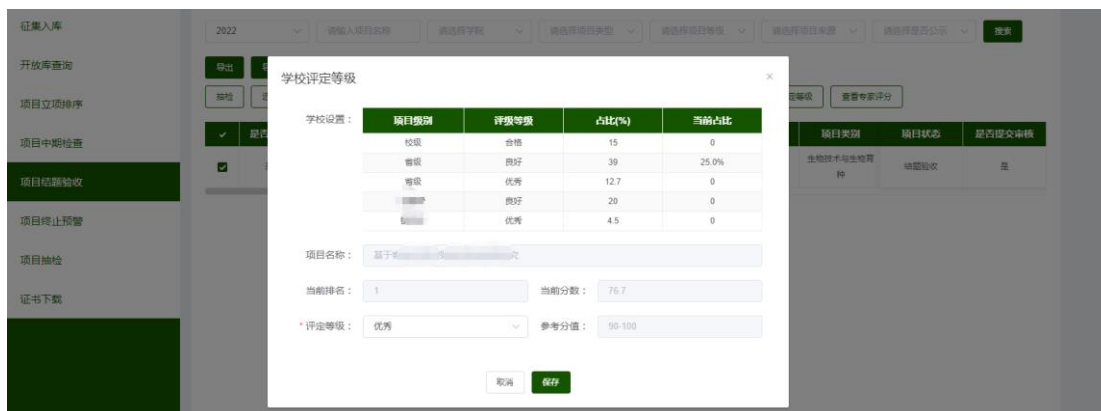 征集入库
开放库查询
项目立项排序
项目中期检查
项目结题验收
项目终止预警
项目抽检
证书下载
2022 请输入项目名称 请选择学院 请选择项目类型 请选择项目等级 请选择项目来源 请选择是否公示 搜索
导出
抽检 定等级 查看专家评分
是否 项目类别 项目状态 是否提交审核
生物技术与生物育种 结题验收 是
学校评定等级
学校设置：
项目级别 评级等级 占比(%) 当前占比
校级 合格 15 0
省级 良好 39 25.0%
省级 优秀 12.7 0
良好 20 0
优秀 4.5 0
项目名称： 基于
当前排名： 1 当前分数： 76.7
*评定等级： 优秀 参考分值： 90-100
取消 保存